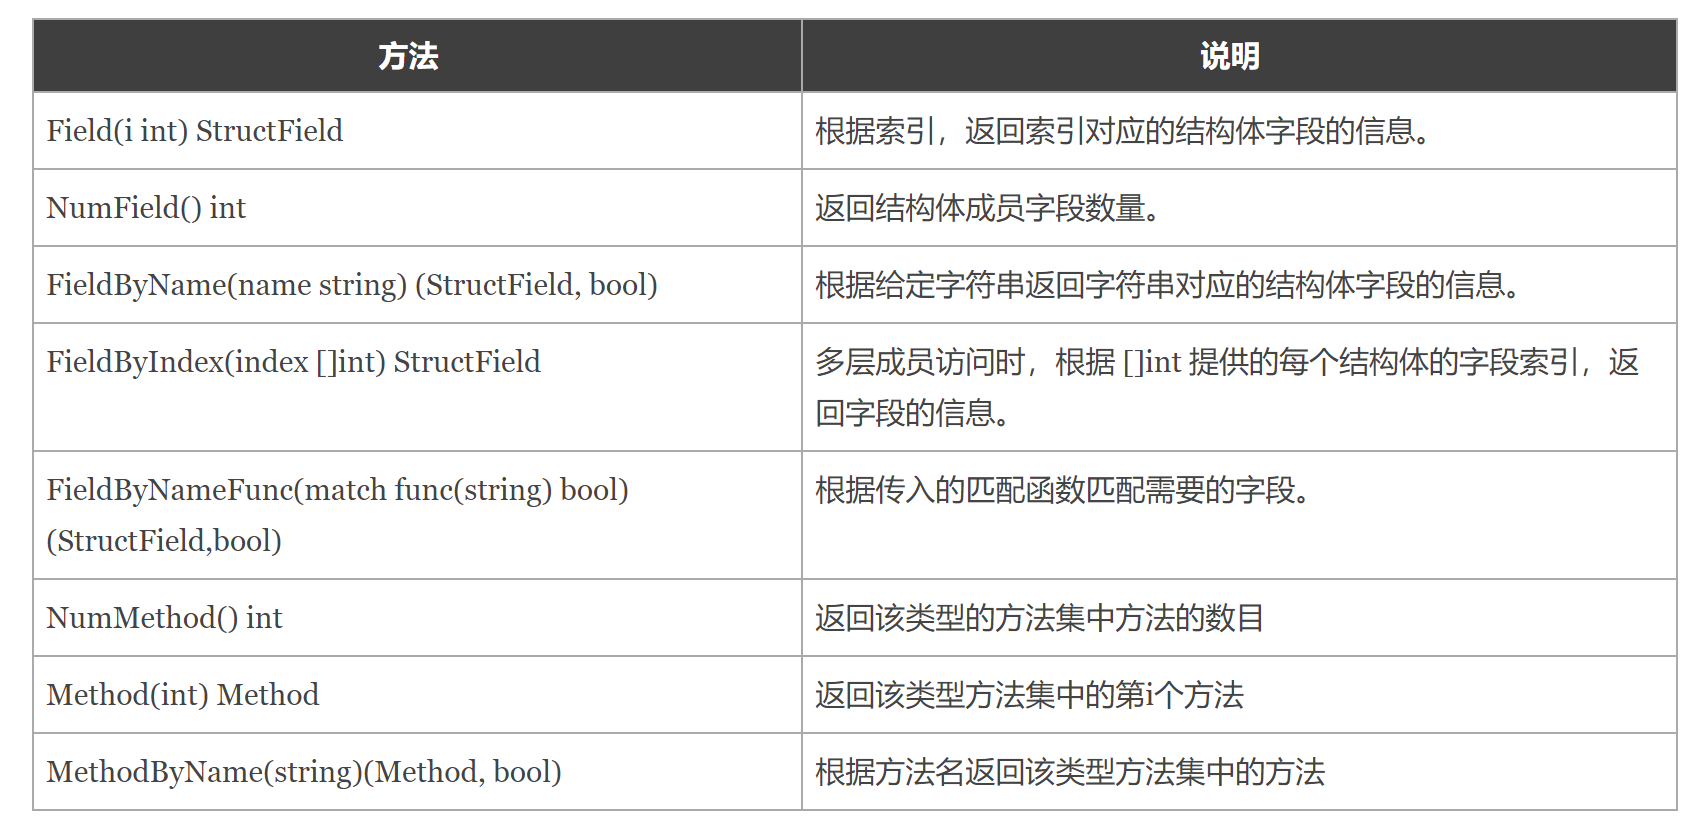 方法
说明
Field(i int) StructField
根据索引，返回索引对应的结构体字段的信息。
NumField() int
返回结构体成员字段数量。
FieldByName(name string) (StructField, bool)
根据给定字符串返回字符串对应的结构体字段的信息。
FieldByIndex(index []int) StructField
多层成员访问时，根据 []int 提供的每个结构体的字段索引，返
回字段的信息。
FieldByNameFunc(match func(string) bool)
(StructField,bool)
根据传入的匹配函数匹配需要的字段。
NumMethod() int
返回该类型的方法集中方法的数目
Method(int) Method
返回该类型方法集中的第i个方法
MethodByName(string)(Method, bool)
根据方法名返回该类型方法集中的方法